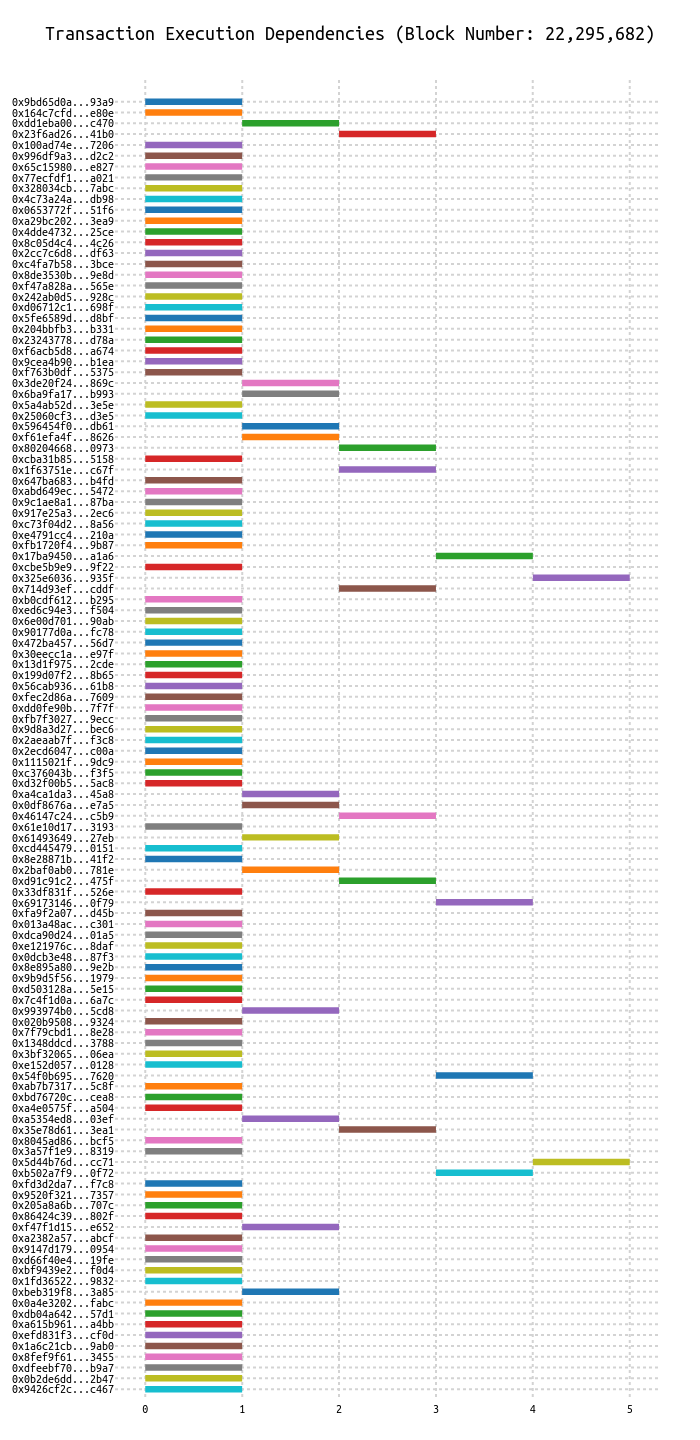 Transaction Execution Dependencies (Block Number: 22,295,682)
0x9bd65d0a...93a9
0x164c7cfd...e80e
0xdd1eba00...c470
0x23f6ad26...41b0
0x100ad74e...7206
0x996df9a3...d2c2
0x65c15980...e827
0x77ecfdf1...a021
0x328034cb...7abc
0x4c73a24a...db98
0x0653772f...51f6
0xa29bc202...3ea9
0x4dde4732...25ce
0x8c05d4c4...4c26
0x2cc7c6d8...df63
0xc4fa7b58...3bce
0x8de3530b...9e8d
0xf47a828a...565e
0x242ab0d5...928c
0xd06712c1...698f
0x5fe6589d...d8bf
0x204bbfb3...b331
0x23243778...d78a
0xf6acb5d8...a674
0x9cea4b90...b1ea
0xf763b0df...5375
0x3de20f24...869c
0x6ba9fa17...b993
0x5a4ab52d...3e5e
0x25060cf3...d3e5
0x596454f0...db61
0xf61efa4f...8626
0x80204668...0973
0xcba31b85...5158
0x1f63751e...c67f
0x647ba683...b4fd
0xabd649ec...5472
0x9c1ae8a1...87ba
0x917e25a3...2ec6
0xc73f04d2...8a56
0xe4791cc4...210a
0xfb1720f4...9b87
0x17ba9450...a1a6
0xcbe5b9e9...9f22
0x325e6036...935f
0x714d93ef...cddf
0xb0cdf612...b295
0xed6c94e3...f504
0x6e00d701...90ab
0x90177d0a...fc78
0x472ba457...56d7
0x30eecc1a...e97f
0x13d1f975...2cde
0x199d07f2...8b65
0x56cab936...61b8
0xfec2d86a...7609
0xdd0fe90b...7f7f
0xfb7f3027...9ecc
0x9d8a3d27...bec6
0x2aeaab7f...f3c8
0x2ecd6047...c00a
0x1115021f...9dc9
0xc376043b...f3f5
0xd32f00b5...5ac8
0xa4ca1da3...45a8
0x0df8676a...e7a5
0x46147c24...c5b9
0x61e10d17...3193
0x61493649...27eb
0xcd445479...0151
0x8e28871b...41f2
0x2baf0ab0...781e
0xd91c91c2...475f
0x33df831f...526e
0x69173146...0f79
0xfa9f2a07...d45b
0x013a48ac...c301
0xdca90d24...01a5
0xe121976c...8daf
0x0dcb3e48...87f3
0x8e895a80...9e2b
0x9b9d5f56...1979
0xd503128a...5e15
0x7c4f1d0a...6a7c
0x993974b0...5cd8
0x020b9508...9324
0x7f79cbd1...8e28
0x1348ddcd...3788
0x3bf32065...06ea
0xe152d057...0128
0x54f0b695...7620
0xab7b7317...5c8f
0xbd76720c...cea8
0xa4e0575f...a504
0xa5354ed8...03ef
0x35e78d61...3ea1
0x8045ad86...bcf5
0x3a57f1e9...8319
0x5d44b76d...cc71
0xb502a7f9...0f72
0xfd3d2da7...f7c8
0x9520f321...7357
0x205a8a6b...707c
0x86424c39...802f
0xf47f1d15...e652
0xa2382a57...abcf
0x9147d179...0954
0xd66f40e4...19fe
0xbf9439e2...f0d4
0x1fd36522...9832
0xbeb319f8...3a85
0x0a4e3202...fabc
0xdb04a642...57d1
0xa615b961...a4bb
0xefd831f3...cf0d
0x1a6c21cb...9ab0
0x8fef9f61...3455
0xdfeebf70...b9a7
0x0b2de6dd...2b47
0x9426cf2c...c467
0 1 2 3 4 5